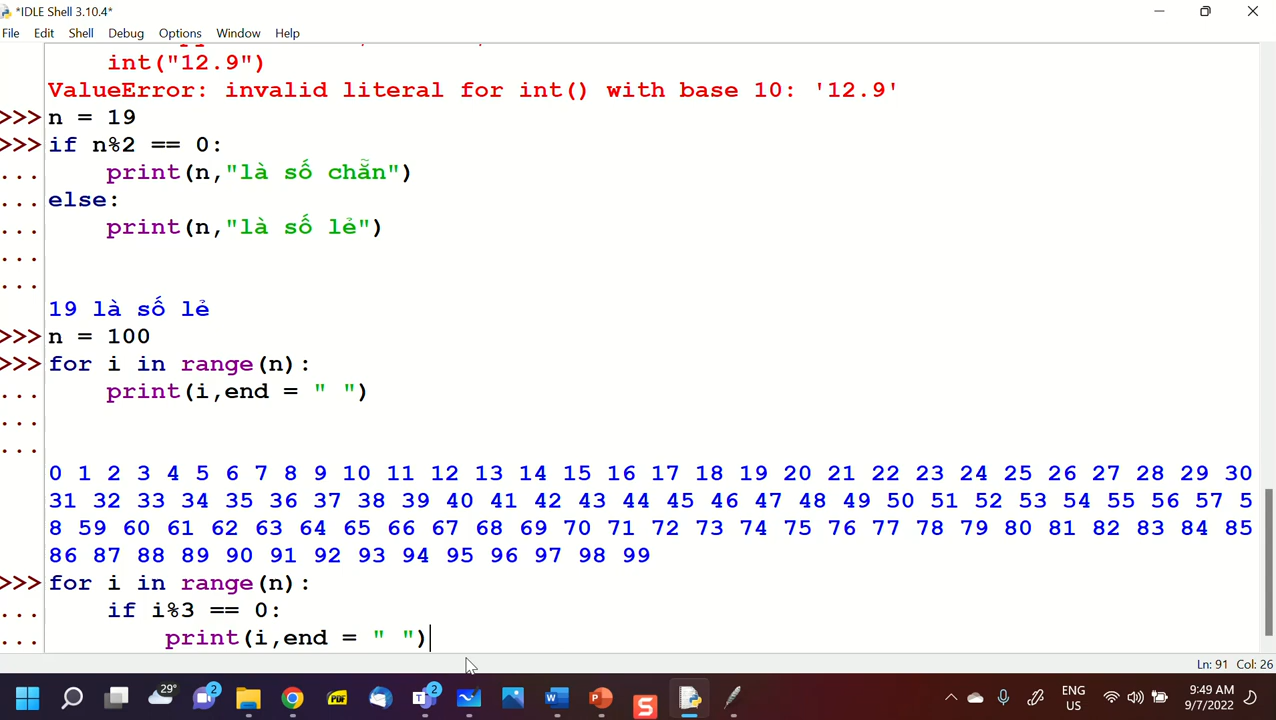 *IDLE Shell 3.10.4*
File Edit Shell Debug Options Window Help
int("12.9")
ValueError: invalid literal for int() with base 10: '12.9'
>>> n = 19
>>> if n%2 == 0:
... print(n,"là số chẵn")
... else:
... print(n,"là số lẻ")
...
...
19 là số lẻ
>>> n = 100
>>> for i in range(n):
... print(i,end = " ")
...
...
0 1 2 3 4 5 6 7 8 9 10 11 12 13 14 15 16 17 18 19 20 21 22 23 24 25 26 27 28 29 30
31 32 33 34 35 36 37 38 39 40 41 42 43 44 45 46 47 48 49 50 51 52 53 54 55 56 57 5
8 59 60 61 62 63 64 65 66 67 68 69 70 71 72 73 74 75 76 77 78 79 80 81 82 83 84 85
86 87 88 89 90 91 92 93 94 95 96 97 98 99
>>> for i in range(n):
... if i%3 == 0:
... print(i,end = " ")
Ln: 91 Col: 26
29° 2 PDF 2 W P S ENG US 9:49 AM
9/7/2022